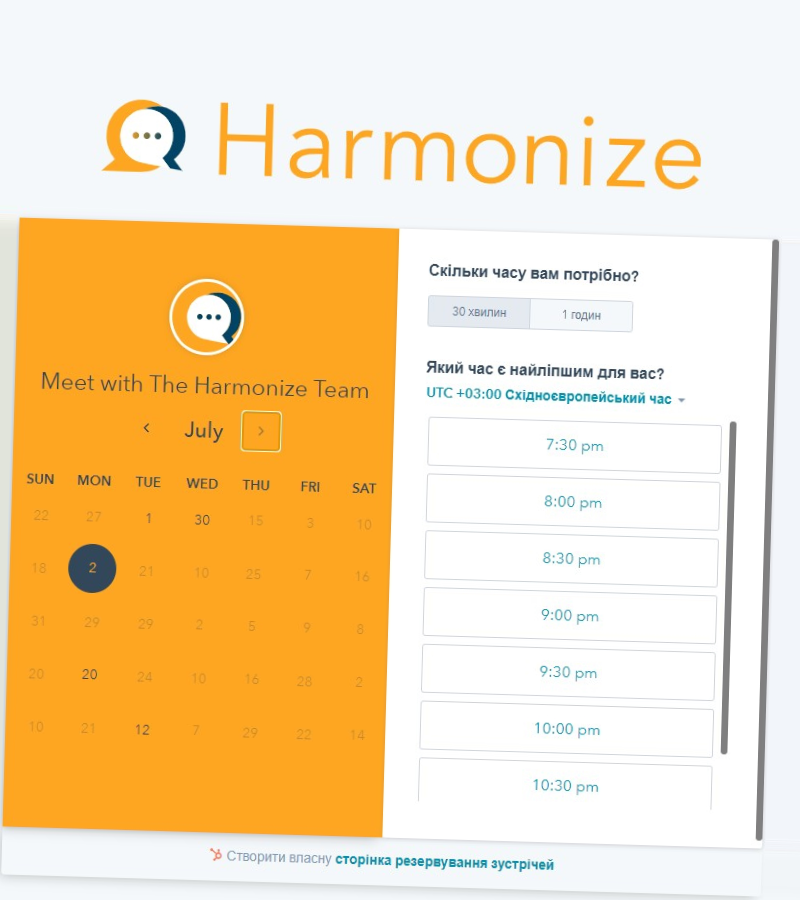 Harmonize
Meet with The Harmonize Team
July
SUN MON TUE WED THU FRI SAT
22 27 1 30 15 3 10
18 2 21 10 25 7 16
31 29 29 2 5 9 8
20 20 24 10 16 28 2
10 21 12 7 29 22 14
Скільки часу вам потрібно?
30 хвилин 1 годин
Який час є найліпшим для вас?
UTC +03:00 Східноєвропейський час
7:30 pm
8:00 pm
8:30 pm
9:00 pm
9:30 pm
10:00 pm
10:30 pm
Створити власну сторінка резервування зустрічей